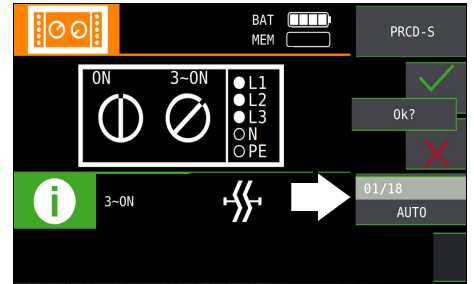 BAT
MEM
PRCD-S
ON 3~ON
L1
L2
L3
N
PE
Ok?
i
3~ON
01/18
AUTO